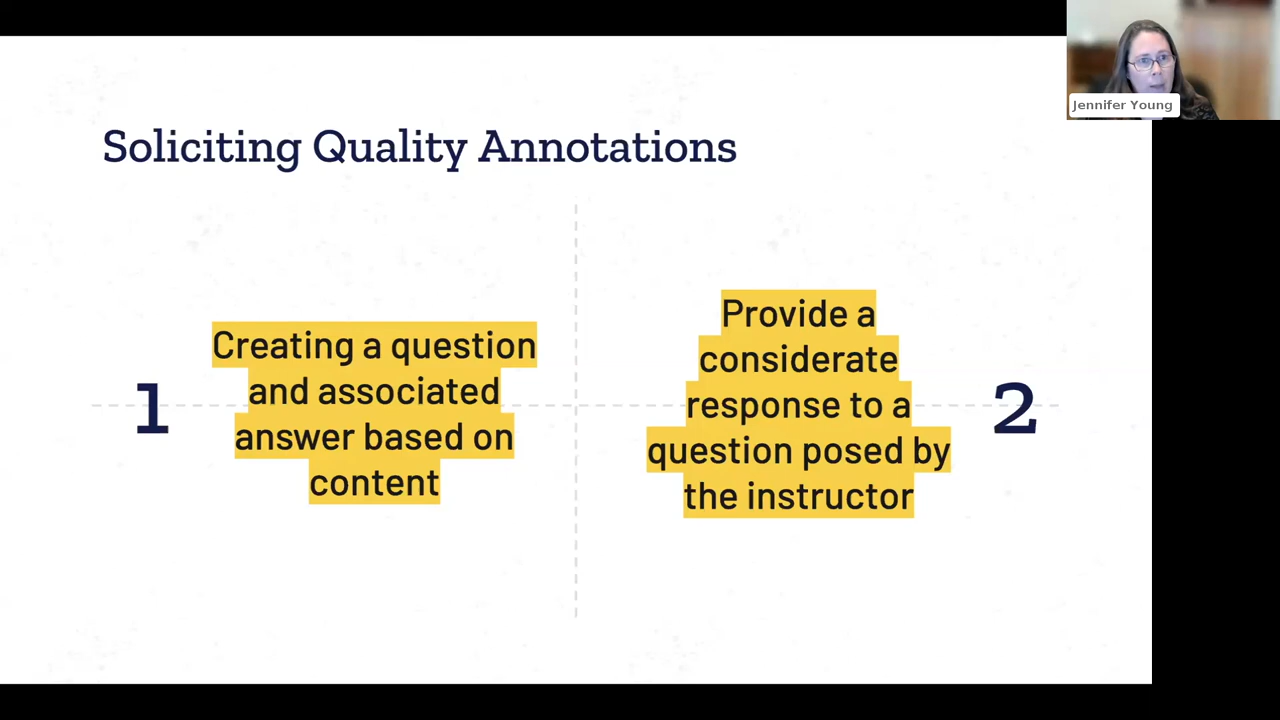 Jennifer Young
Soliciting Quality Annotations
1
Creating a question
and associated
answer based on
content
Provide a
considerate
response to a
question posed by
the instructor
2